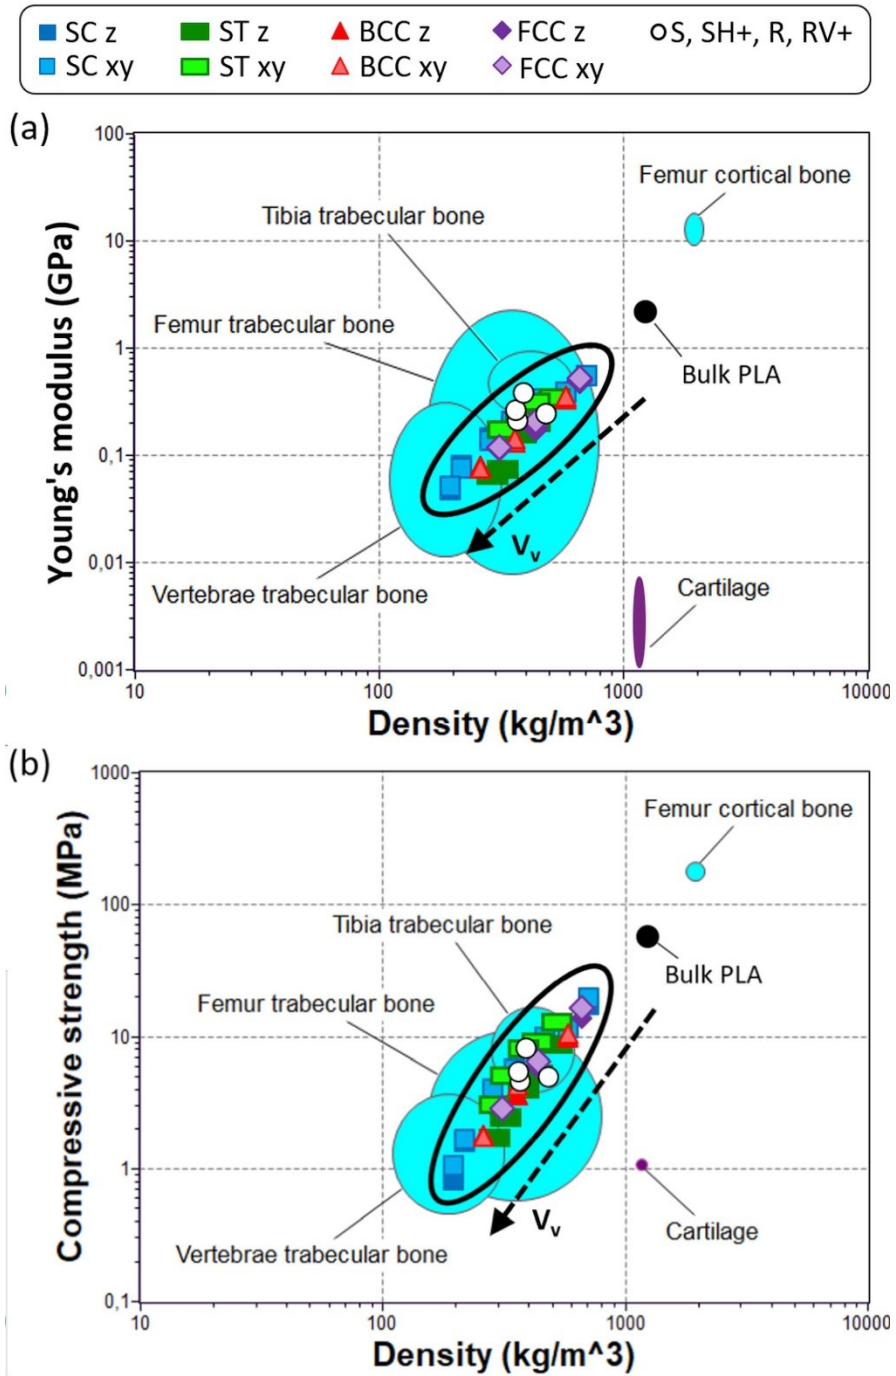 SC z ST z BCC z FCC z S, SH+, R, RV+
SC xy ST xy BCC xy FCC xy
(a)
100
10
1
0,1
0,01
0,001
Young's modulus (GPa)
Femur cortical bone
Tibia trabecular bone
Femur trabecular bone
Bulk PLA
Vv
Vertebrae trabecular bone
Cartilage
10 100 1000 10000
Density (kg/m^3)
(b)
1000
100
10
1
0,1
Compressive strength (MPa)
Femur cortical bone
Tibia trabecular bone
Bulk PLA
Femur trabecular bone
Vv
Cartilage
Vertebrae trabecular bone
10 100 1000 10000
Density (kg/m^3)